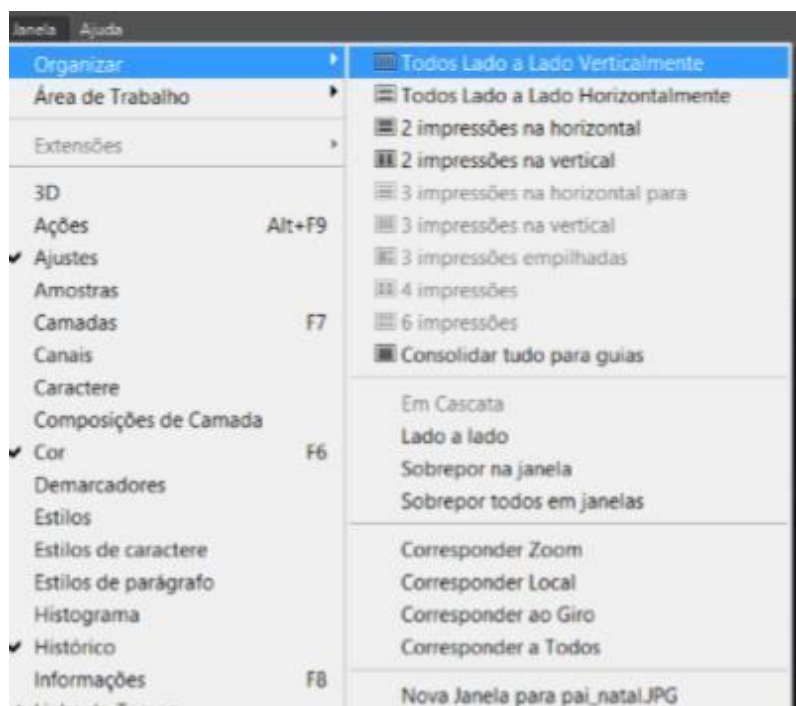 Janela Ajuda
Organizar
Área de Trabalho
Extensões
3D
Ações Alt+F9
Ajustes
Amostras
Camadas F7
Canais
Caractere
Composições de Camada
Cor F6
Demarcadores
Estilos
Estilos de caractere
Estilos de parágrafo
Histograma
Histórico
Informações F8
Todos Lado a Lado Verticalmente
Todos Lado a Lado Horizontalmente
2 impressões na horizontal
2 impressões na vertical
3 impressões na horizontal para
3 impressões na vertical
3 impressões empilhadas
4 impressões
6 impressões
Consolidar tudo para guias
Em Cascata
Lado a lado
Sobrepor na janela
Sobrepor todos em janelas
Corresponder Zoom
Corresponder Local
Corresponder ao Giro
Corresponder a Todos
Nova Janela para pai_natal.JPG